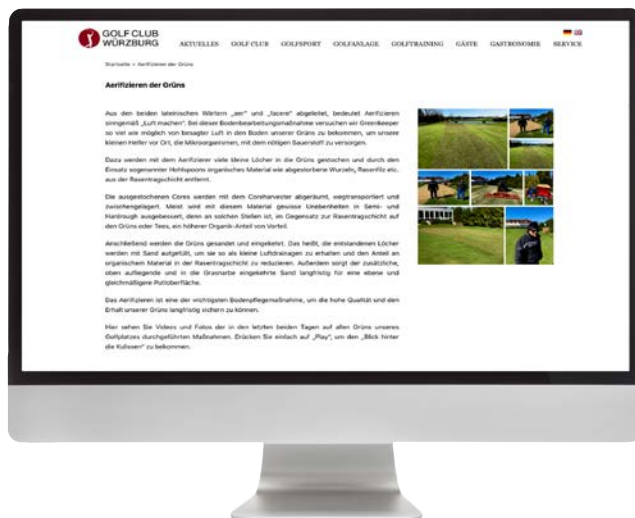 GOLF CLUB
WÜRZBURG
AKTUELLES GOLF CLUB GOLFSPORT GOLFANLAGE GOLFTRAINING GÄSTE GASTRONOMIE SERVICE
Startseite > Aerifizieren der Grüns
Aerifizieren der Grüns
Aus den beiden lateinischen Wörtern „aer“ und „facere“ abgeleitet, bedeutet Aerifizieren
sinngemäß „Luft machen“. Bei dieser Bodenbearbeitungsmaßnahme versuchen wir Greenkeeper
so viel wie möglich von besagter Luft in den Boden unserer Grüns zu bekommen, um unsere
kleinen Helfer vor Ort, die Mikroorganismen, mit dem nötigen Sauerstoff zu versorgen.
Dazu werden mit dem Aerifizierer viele kleine Löcher in die Grüns gestochen und durch den
Einsatz sogenannter Hohlspoons organisches Material wie abgestorbene Wurzeln, Rasenfilz etc.
aus der Rasentragschicht entfernt.
Die ausgestochenen Cores werden mit dem Coreharvester abgeräumt, wegtransportiert und
zwischengelagert. Meist wird mit diesem Material gewisse Unebenheiten in Semi- und
Hardrough ausgebessert, denn an solchen Stellen ist, im Gegensatz zur Rasentragschicht auf
den Grüns oder Tees, ein höherer Organik-Anteil von Vorteil.
Anschließend werden die Grüns gesandet und eingekehrt. Das heißt, die entstandenen Löcher
werden mit Sand aufgefüllt, um sie so als kleine Luftdrainagen zu erhalten und den Anteil an
organischem Material in der Rasentragschicht zu reduzieren. Außerdem sorgt der zusätzliche,
oben aufliegende und in die Grasnarbe eingekehrte Sand langfristig für eine ebene und
gleichmäßigere Puttoberfläche.
Das Aerifizieren ist eine der wichtigsten Bodenpflegemaßnahme, um die hohe Qualität und den
Erhalt unserer Grüns langfristig sichern zu können.
Hier sehen Sie Videos und Fotos der in den letzten beiden Tagen auf allen Grüns unseres
Golfplatzes durchgeführten Maßnahmen. Drücken Sie einfach auf „Play“, um den „Blick hinter
die Kulissen“ zu bekommen.